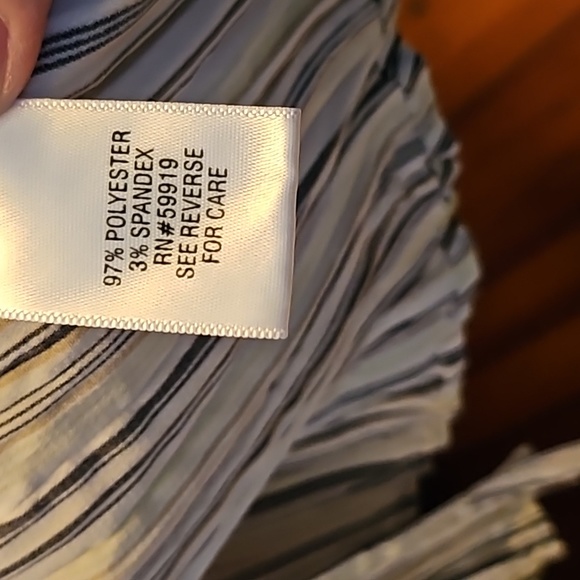 97% POLYESTER
3% SPANDEX
RN#59919
SEE REVERSE
FOR CARE